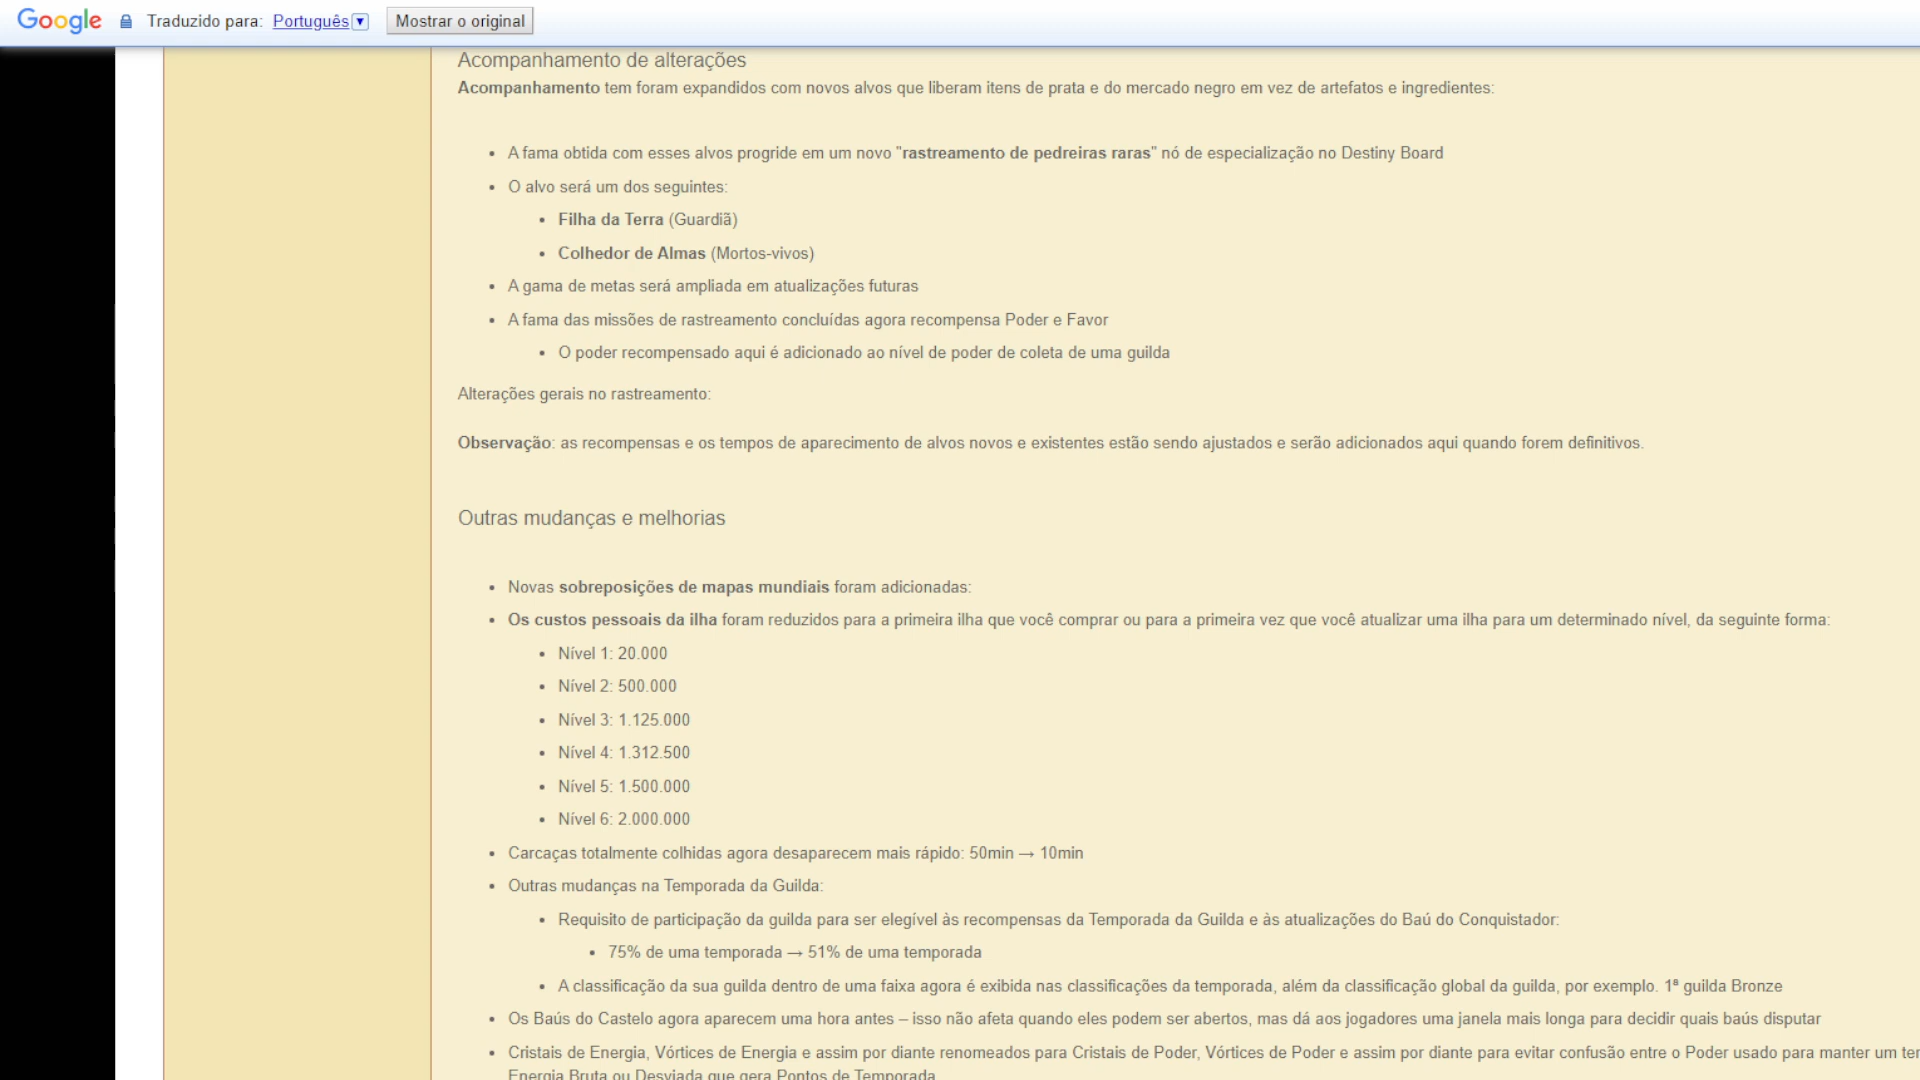 Google Traduzido para: Português Mostrar o original
Acompanhamento de alterações
Acompanhamento tem foram expandidos com novos alvos que liberam itens de prata e do mercado negro em vez de artefatos e ingredientes:
• A fama obtida com esses alvos progride em um novo "rastreamento de pedreiras raras" nó de especialização no Destiny Board
• O alvo será um dos seguintes:
• Filha da Terra (Guardiã)
• Colhedor de Almas (Mortos-vivos)
• A gama de metas será ampliada em atualizações futuras
• A fama das missões de rastreamento concluídas agora recompensa Poder e Favor
• O poder recompensado aqui é adicionado ao nível de poder de coleta de uma guilda
Alterações gerais no rastreamento:
Observação: as recompensas e os tempos de aparecimento de alvos novos e existentes estão sendo ajustados e serão adicionados aqui quando forem definitivos.
Outras mudanças e melhorias
• Novas sobreposições de mapas mundiais foram adicionadas:
• Os custos pessoais da ilha foram reduzidos para a primeira ilha que você comprar ou para a primeira vez que você atualizar uma ilha para um determinado nível, da seguinte forma:
• Nível 1: 20.000
• Nível 2: 500.000
• Nível 3: 1.125.000
• Nível 4: 1.312.500
• Nível 5: 1.500.000
• Nível 6: 2.000.000
• Carcaças totalmente colhidas agora desaparecem mais rápido: 50min → 10min
• Outras mudanças na Temporada da Guilda:
• Requisito de participação da guilda para ser elegível às recompensas da Temporada da Guilda e às atualizações do Baú do Conquistador:
• 75% de uma temporada → 51% de uma temporada
• A classificação da sua guilda dentro de uma faixa agora é exibida nas classificações da temporada, além da classificação global da guilda, por exemplo. 1ª guilda Bronze
• Os Baús do Castelo agora aparecem uma hora antes – isso não afeta quando eles podem ser abertos, mas dá aos jogadores uma janela mais longa para decidir quais baús disputar
• Cristais de Energia, Vórtices de Energia e assim por diante renomeados para Cristais de Poder, Vórtices de Poder e assim por diante para evitar confusão entre o Poder usado para manter um ter
Energia Bruta ou Desviada que gera Pontos de Temporada